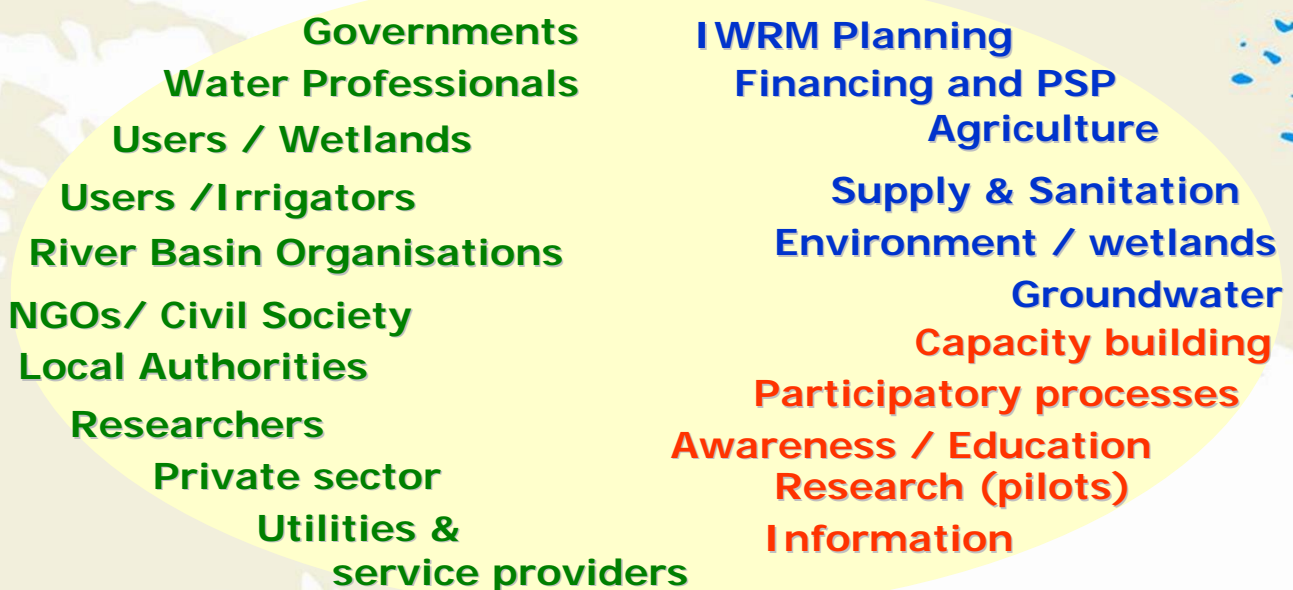 Governments
Water Professionals
Users / Wetlands
Users /Irrigators
River Basin Organisations
NGOs/ Civil Society
Local Authorities
Researchers
Private sector
Utilities &
service providers
IWRM Planning
Financing and PSP
Agriculture
Supply & Sanitation
Environment / wetlands
Groundwater
Capacity building
Participatory processes
Awareness / Education
Research (pilots)
Information